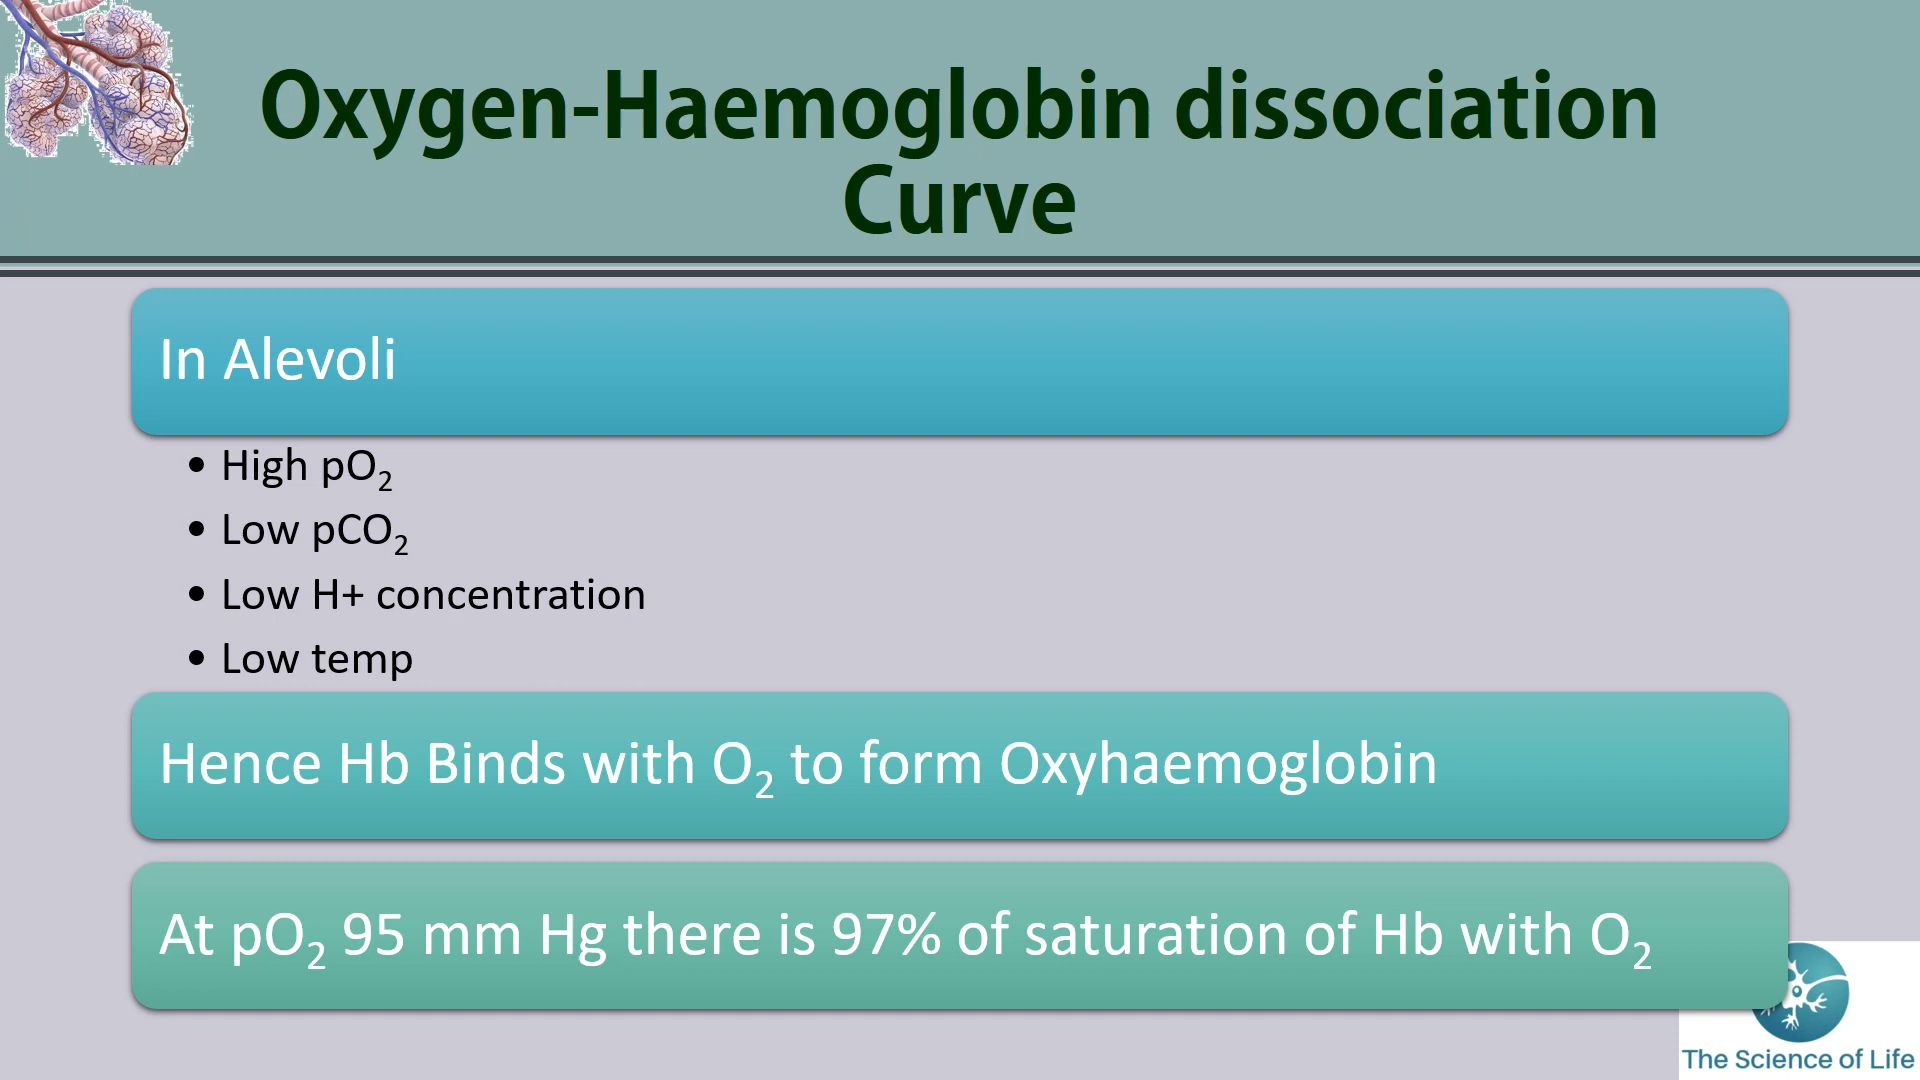 Oxygen-Haemoglobin dissociation
Curve
In Alevoli
• High pO₂
• Low pCO₂
• Low H+ concentration
• Low temp
Hence Hb Binds with O₂ to form Oxyhaemoglobin
At pO₂ 95 mm Hg there is 97% of saturation of Hb with O₂
The Science of Life